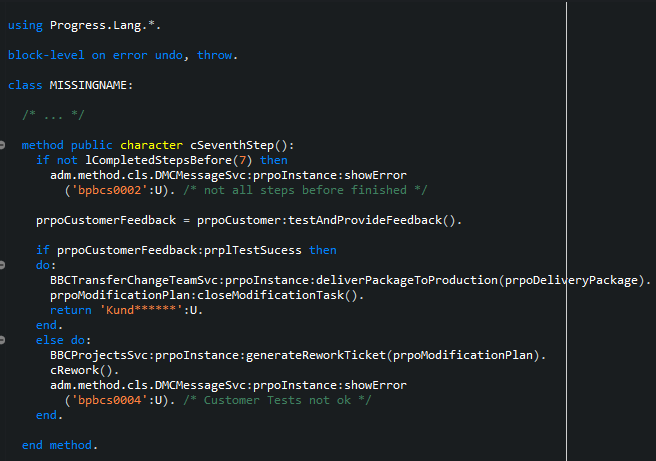 using Progress.Lang.*.
block-level on error undo, throw.
class MISSINGNAME:
/* ... */
method public character cSeventhStep():
if not lCompletedStepsBefore(7) then
adm.method.cls.DMCMessageSvc:prpoInstance:showError
('bpbcs0002':U). /* not all steps before finished */
prpoCustomerFeedback = prpoCustomer:testAndProvideFeedback().
if prpoCustomerFeedback:prplTestSucess then
do:
BBCTransferChangeTeamSvc:prpoInstance:deliverPackageToProduction(prpoDeliveryPackage).
prpoModificationPlan:closeModificationTask().
return 'Kund******':U.
end.
else do:
BBCProjectsSvc:prpoInstance:generateReworkTicket(prpoModificationPlan).
cRework().
adm.method.cls.DMCMessageSvc:prpoInstance:showError
('bpbcs0004':U). /* Customer Tests not ok */
end.
end method.